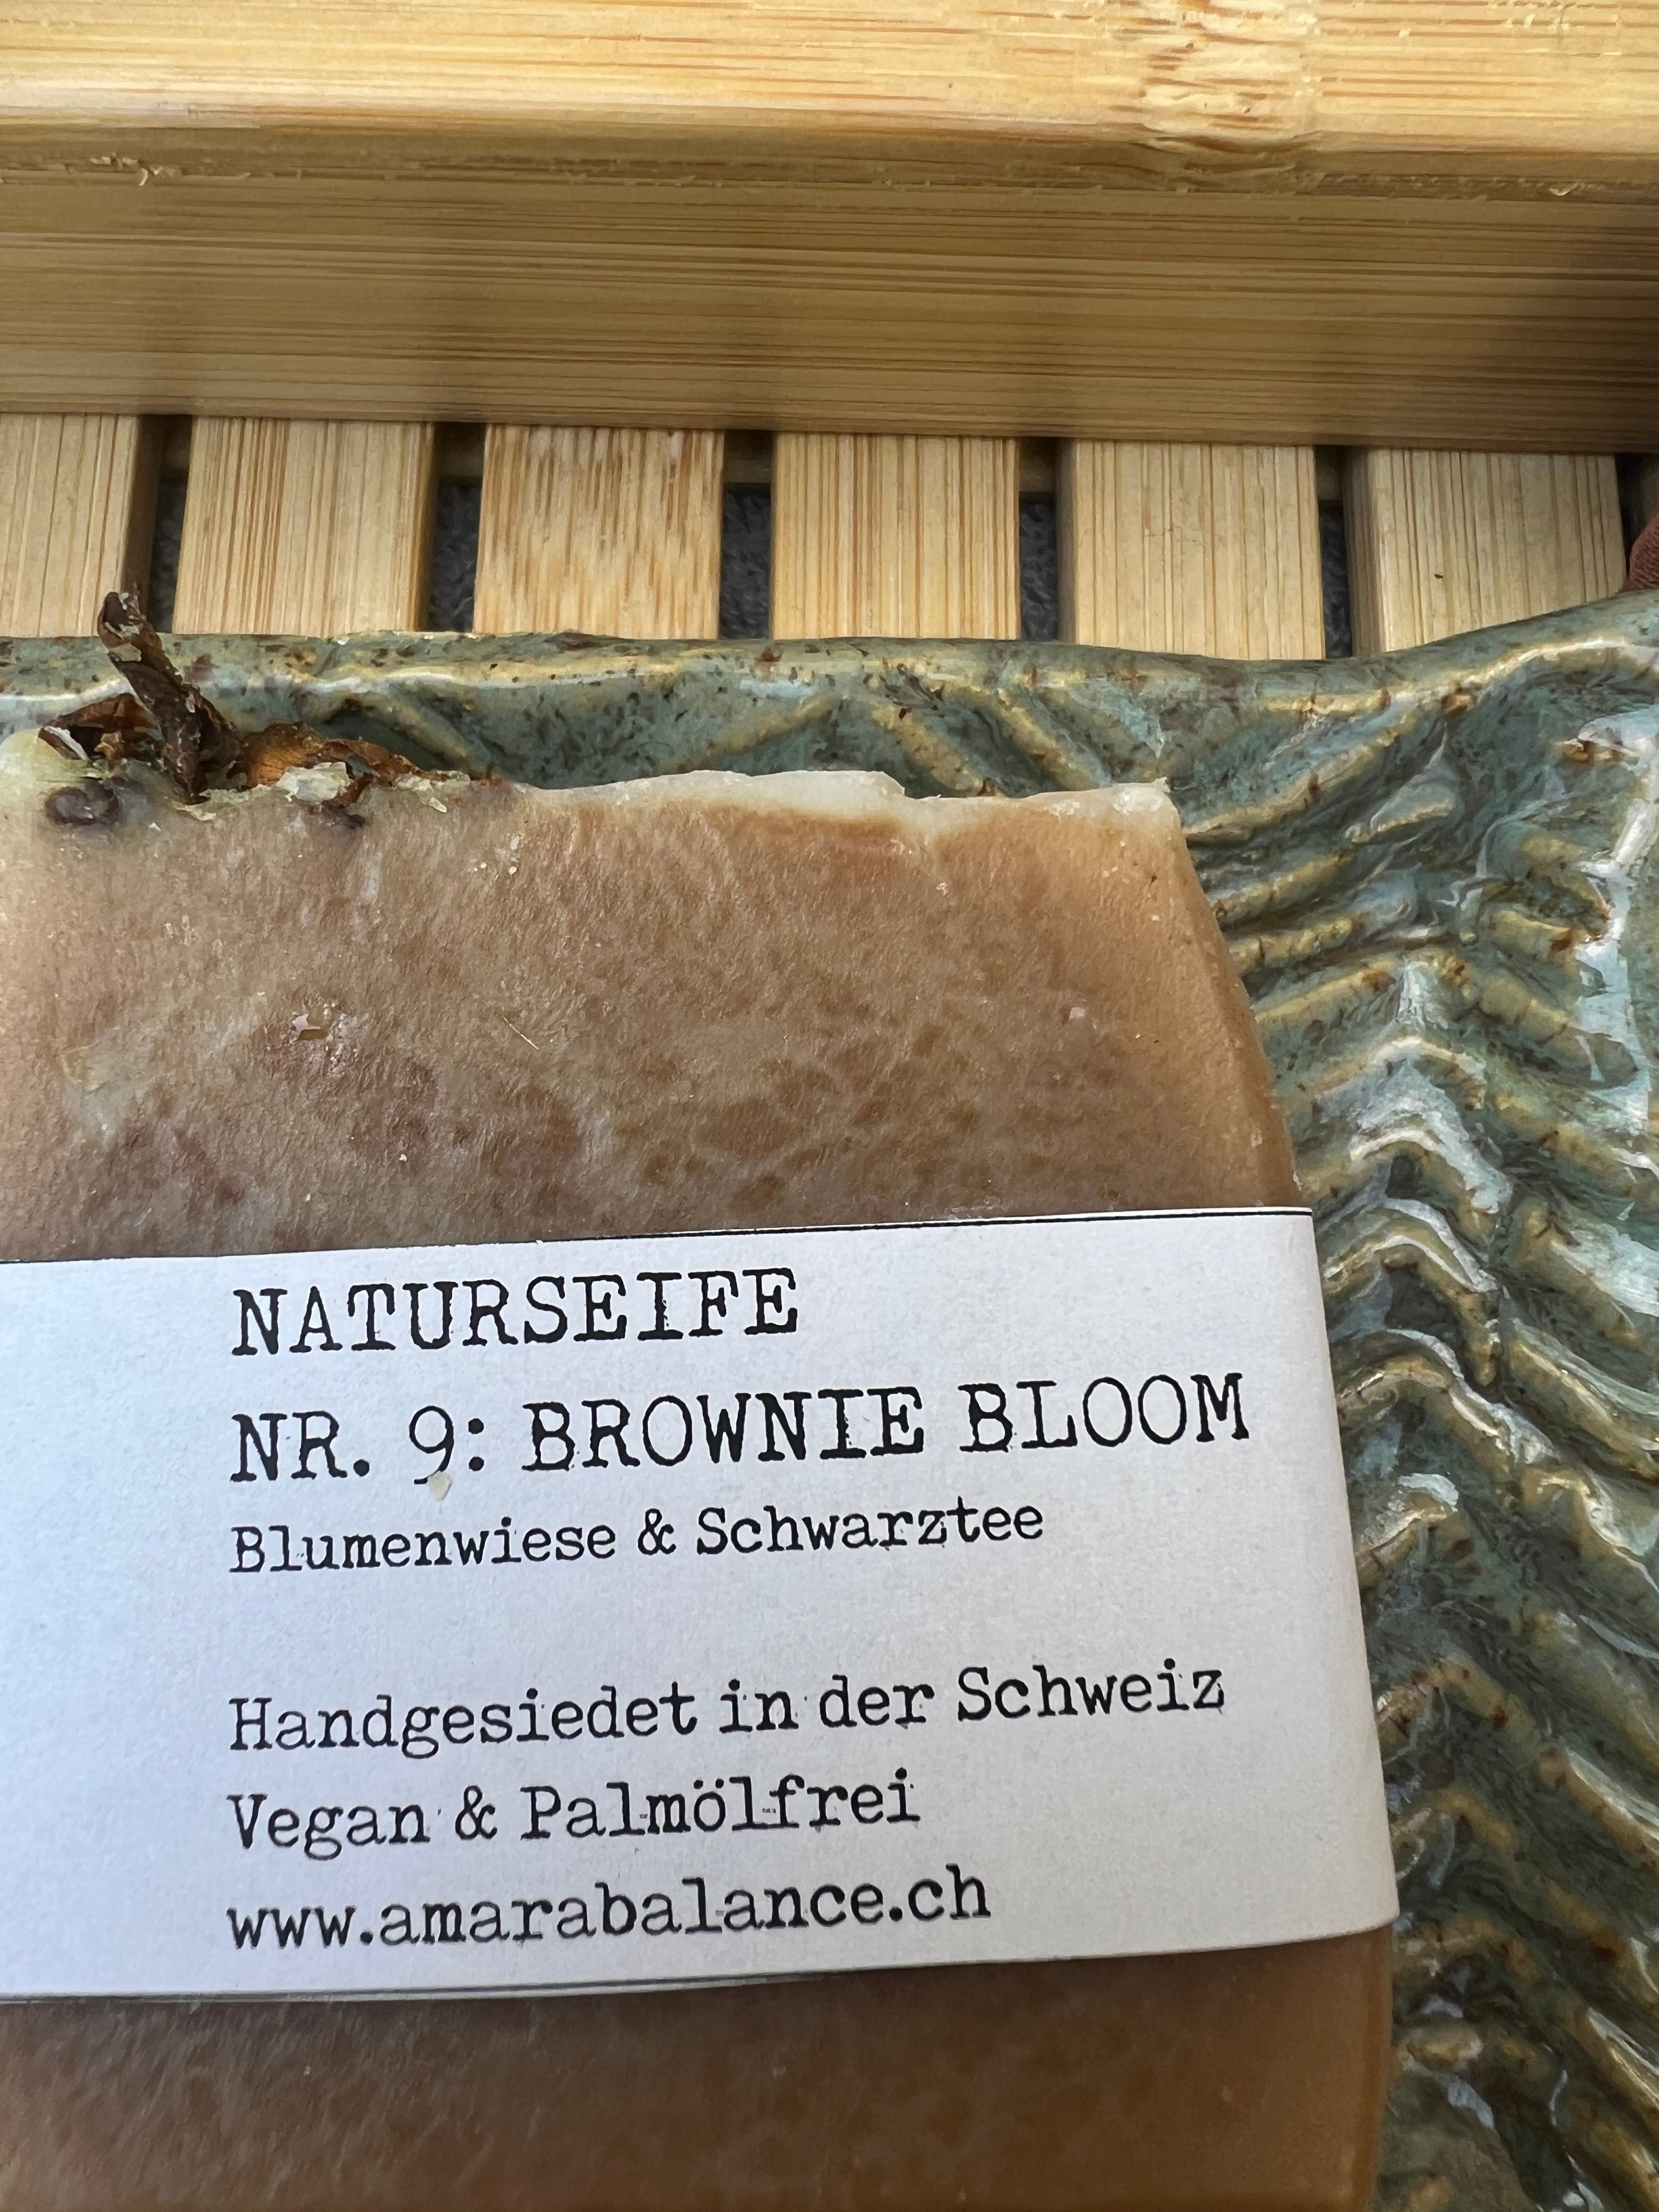 NATURSEIFE
NR. 9: BROWNIE BLOOM
Blumenwiese & Schwarztee
Handgesiedet in der Schweiz
Vegan & Palmölfrei
www.amarabalance.ch